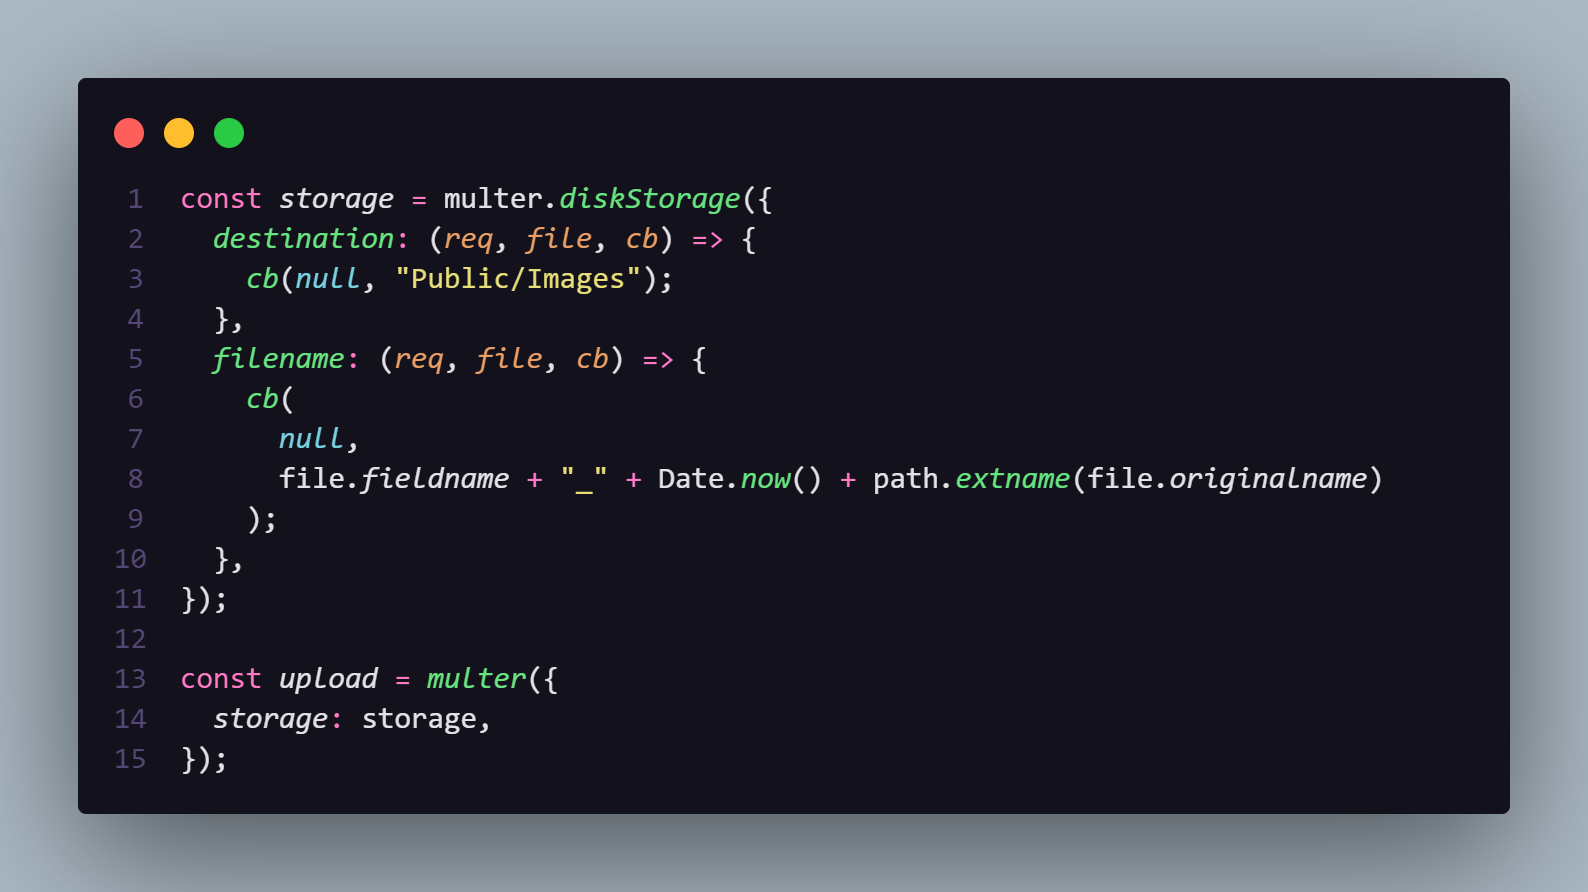 1 const storage = multer.diskStorage({
2   destination: (req, file, cb) => {
3     cb(null, "Public/Images");
4   },
5   filename: (req, file, cb) => {
6     cb(
7       null,
8       file.fieldname + "_" + Date.now() + path.extname(file.originalname)
9     );
10   },
11 });
12
13 const upload = multer({
14   storage: storage,
15 });